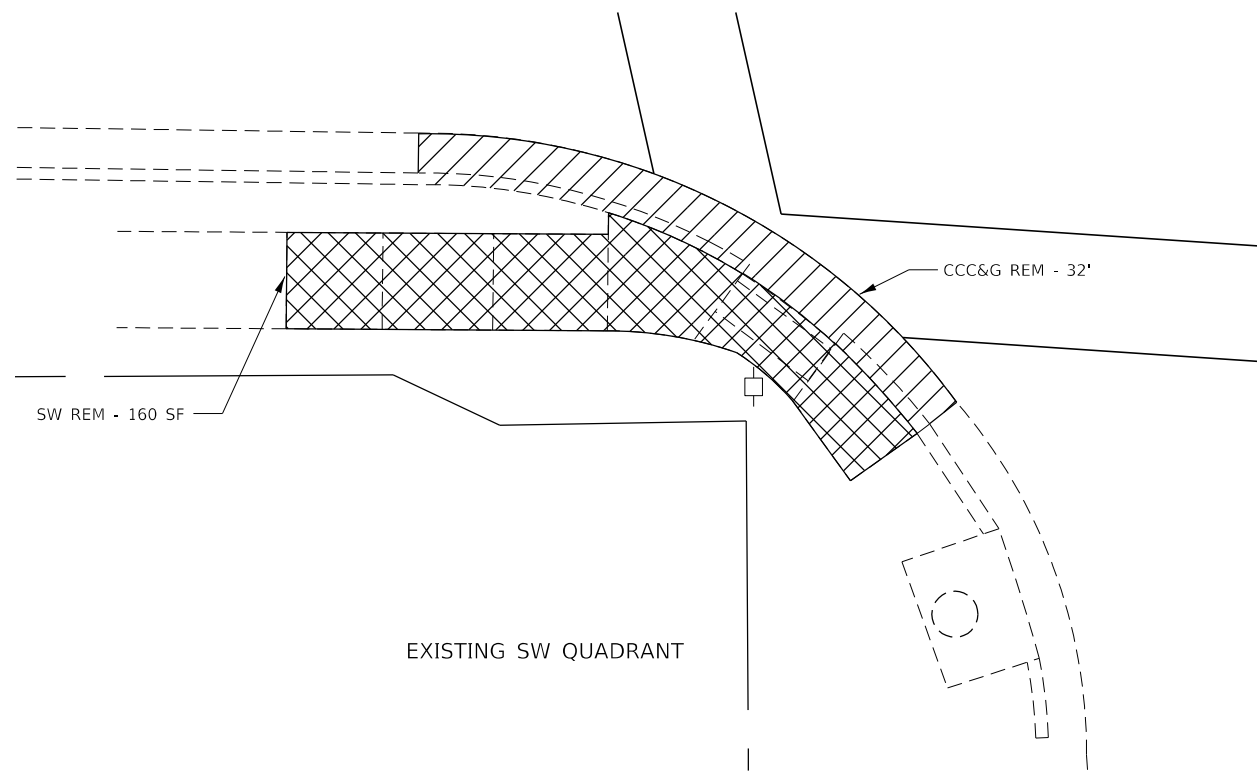 CCC&G REM - 32'
SW REM - 160 SF
EXISTING SW QUADRANT